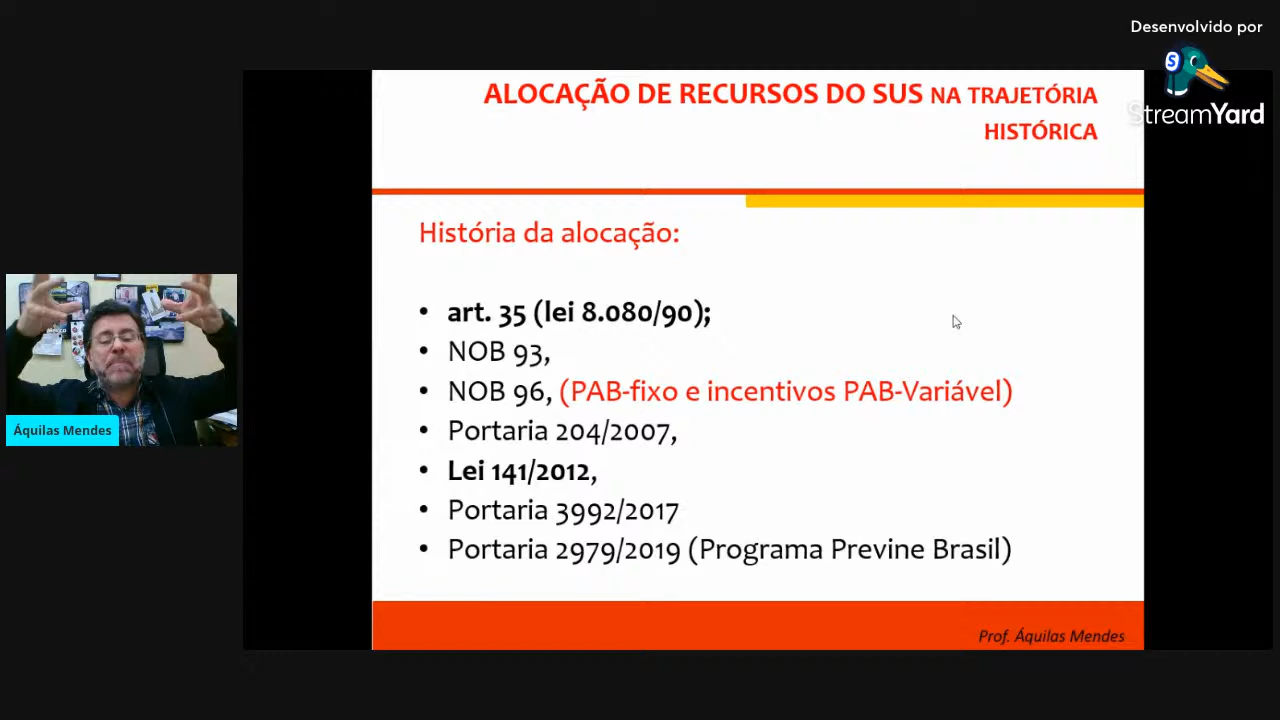 Desenvolvido por
StreamYard
ALOCAÇÃO DE RECURSOS DO SUS NA TRAJETÓRIA
HISTÓRICA
História da alocação:
• art. 35 (lei 8.080/90);
• NOB 93,
• NOB 96, (PAB-fixo e incentivos PAB-Variável)
• Portaria 204/2007,
• Lei 141/2012,
• Portaria 3992/2017
• Portaria 2979/2019 (Programa Previne Brasil)
Prof. Áquilas Mendes
Áquilas Mendes